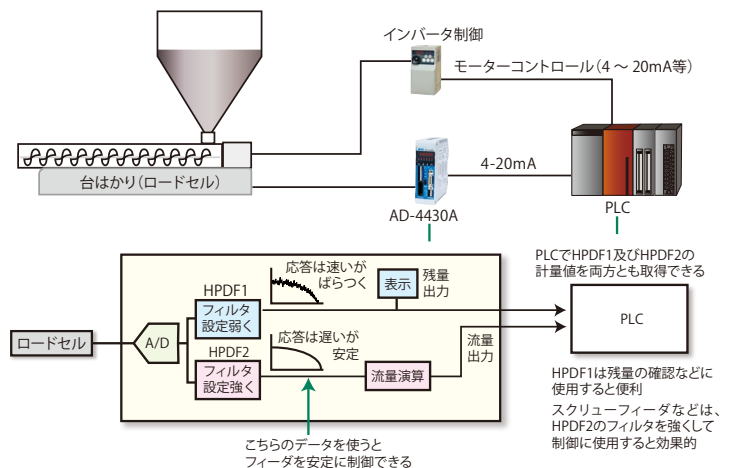 インバータ制御
モーターコントロール（4 ～ 20mA等）
台はかり（ロードセル）
4-20mA
AD-4430A
PLC
PLCでHPDF1及びHPDF2の
計量値を両方とも取得できる
ロードセル
A/D
HPDF1
フィルタ
設定弱く
応答は速いが
ばらつく
表示
残量
出力
HPDF2
フィルタ
設定強く
応答は遅いが
安定
流量演算
流量
出力
PLC
HPDF1は残量の確認などに
使用すると便利
スクリューフィーダなどは、
HPDF2のフィルタを強くして
制御に使用すると効果的
こちらのデータを使うと
フィーダを安定に制御できる